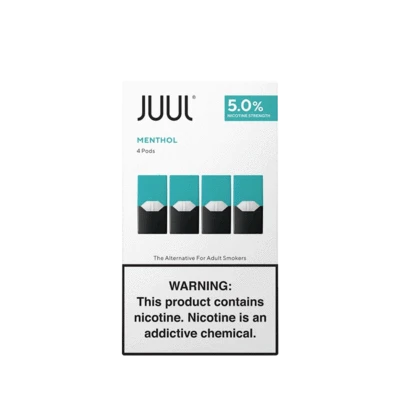 JUUL
5.0%
NICOTINE STRENGTH
MENTHOL
4 Pods
The Alternative For Adult Smokers
WARNING:
This product contains
nicotine. Nicotine is an
addictive chemical.